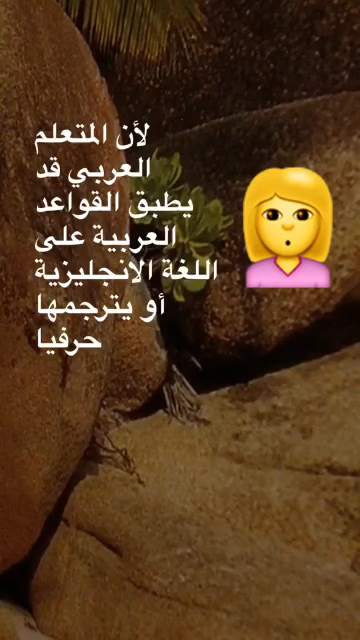 لأن المتعلم
العربي قد
يطبق القواعد
العربية على
اللغة الانجليزية
أو يترجمها
حرفيا